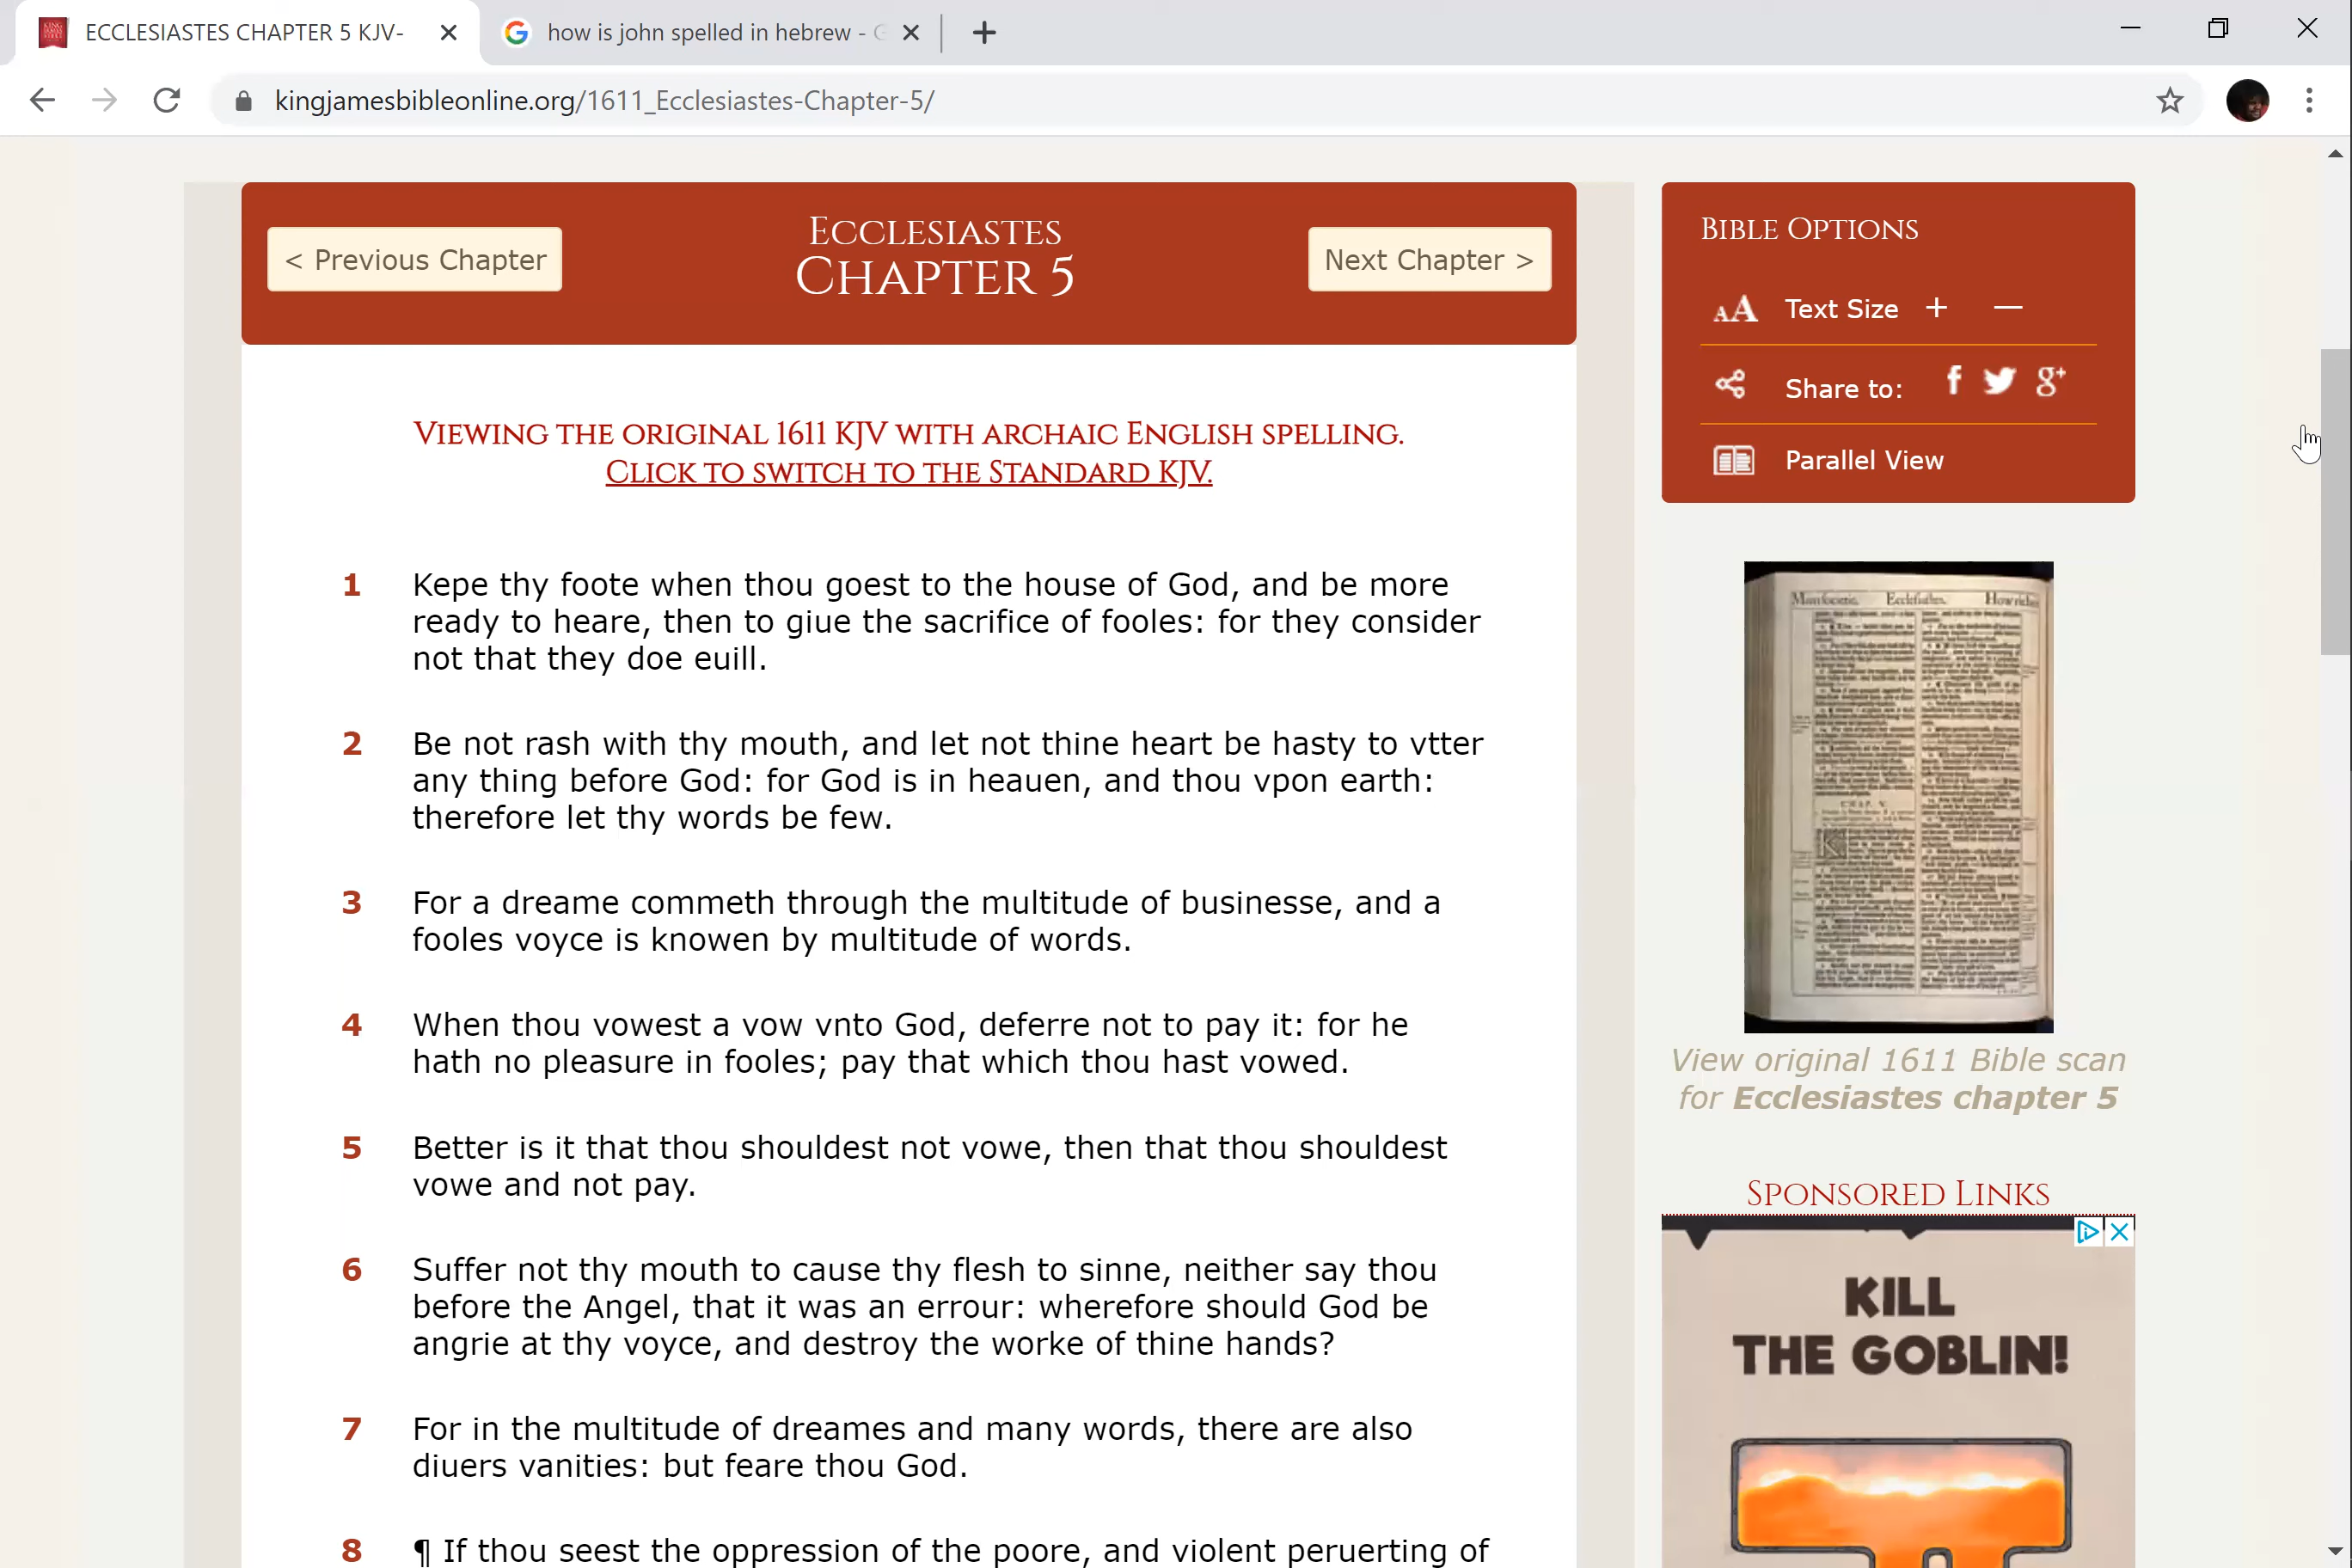 ECCLESIASTES CHAPTER 5 KJV-
how is john spelled in hebrew - G
kingjamesbibleonline.org/1611_Ecclesiastes-Chapter-5/
< Previous Chapter
Ecclesiastes
Chapter 5
Next Chapter >
Viewing the original 1611 KJV with archaic English spelling.
Click to switch to the Standard KJV.
1 Kepe thy foote when thou goest to the house of God, and be more
ready to heare, then to giue the sacrifice of fooles: for they consider
not that they doe euill.
2 Be not rash with thy mouth, and let not thine heart be hasty to vtter
any thing before God: for God is in heauen, and thou vpon earth:
therefore let thy words be few.
3 For a dreame commeth through the multitude of businesse, and a
fooles voyce is knowen by multitude of words.
4 When thou vowest a vow vnto God, deferre not to pay it: for he
hath no pleasure in fooles; pay that which thou hast vowed.
5 Better is it that thou shouldest not vowe, then that thou shouldest
vowe and not pay.
6 Suffer not thy mouth to cause thy flesh to sinne, neither say thou
before the Angel, that it was an errour: wherefore should God be
angrie at thy voyce, and destroy the worke of thine hands?
7 For in the multitude of dreames and many words, there are also
diuers vanities: but feare thou God.
8 ¶ If thou seest the oppression of the poore, and violent peruerting of
Bible Options
AA Text Size + —
Share to: f g+
Parallel View
Ecclesiastes.
View original 1611 Bible scan
for Ecclesiastes chapter 5
Sponsored Links
KILL
THE GOBLIN!